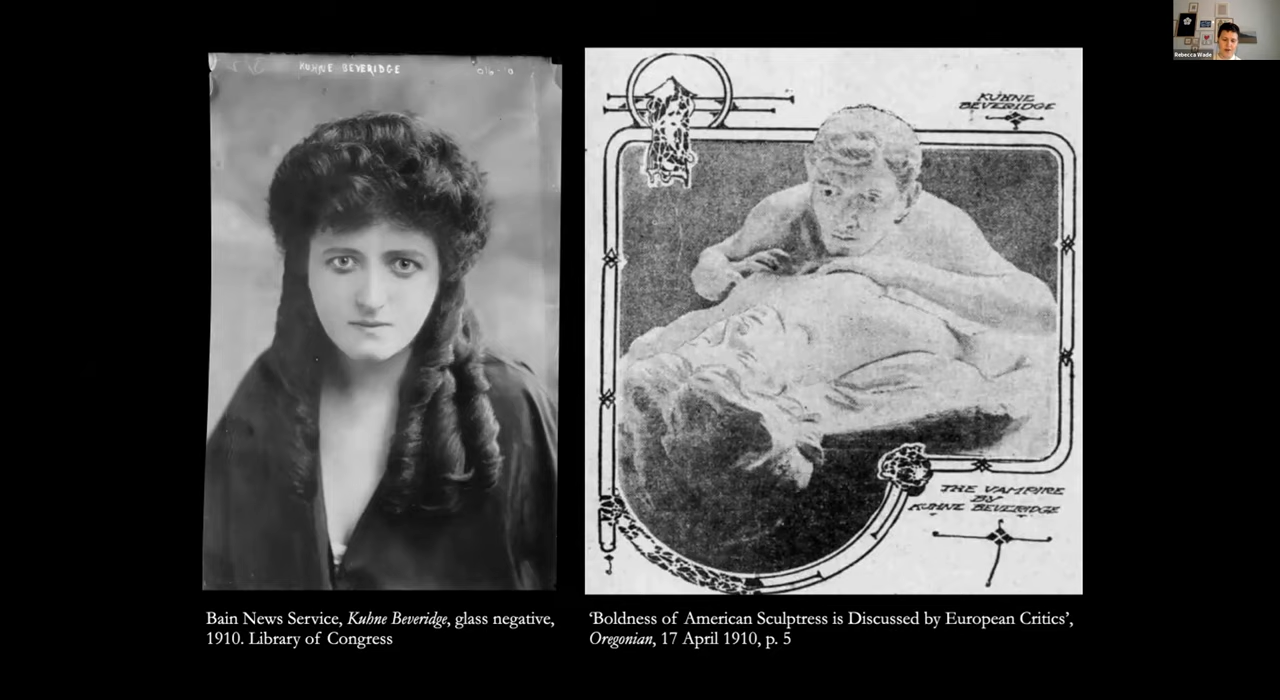 KUHNE BEVERIDGE
Rebecca Wade
KUHNE
BEVERIDGE
THE VAMPIRE
BY
KUHNE BEVERIDGE
Bain News Service, Kuhne Beveridge, glass negative,
1910. Library of Congress
‘Boldness of American Sculptress is Discussed by European Critics’,
Oregonian, 17 April 1910, p. 5